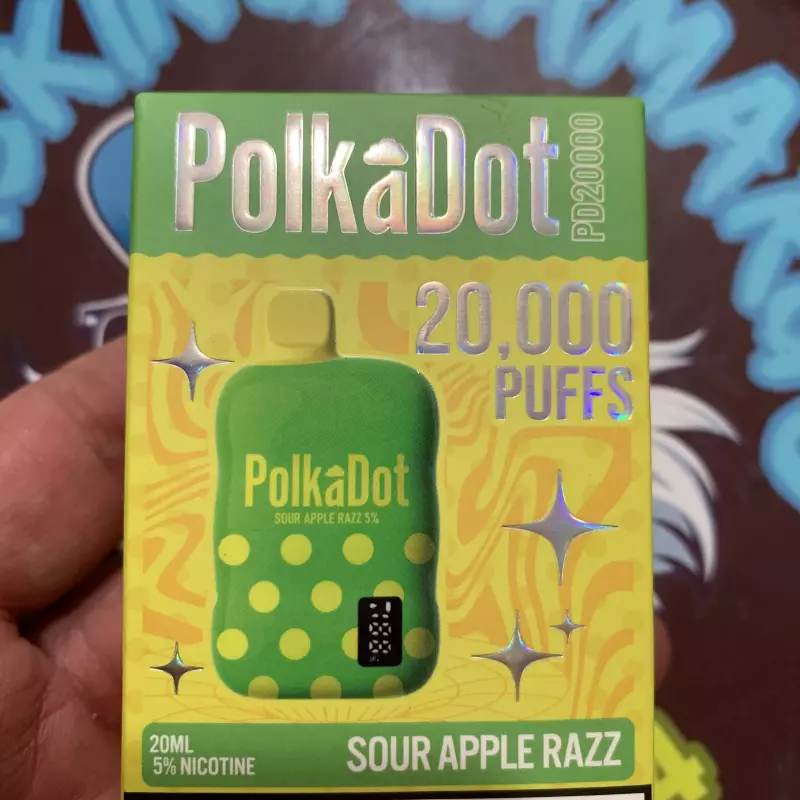 PolkaDot
PD20000
20,000
PUFFS
PolkaDot
SOUR APPLE RAZZ 5%
20ML
5% NICOTINE
SOUR APPLE RAZZ